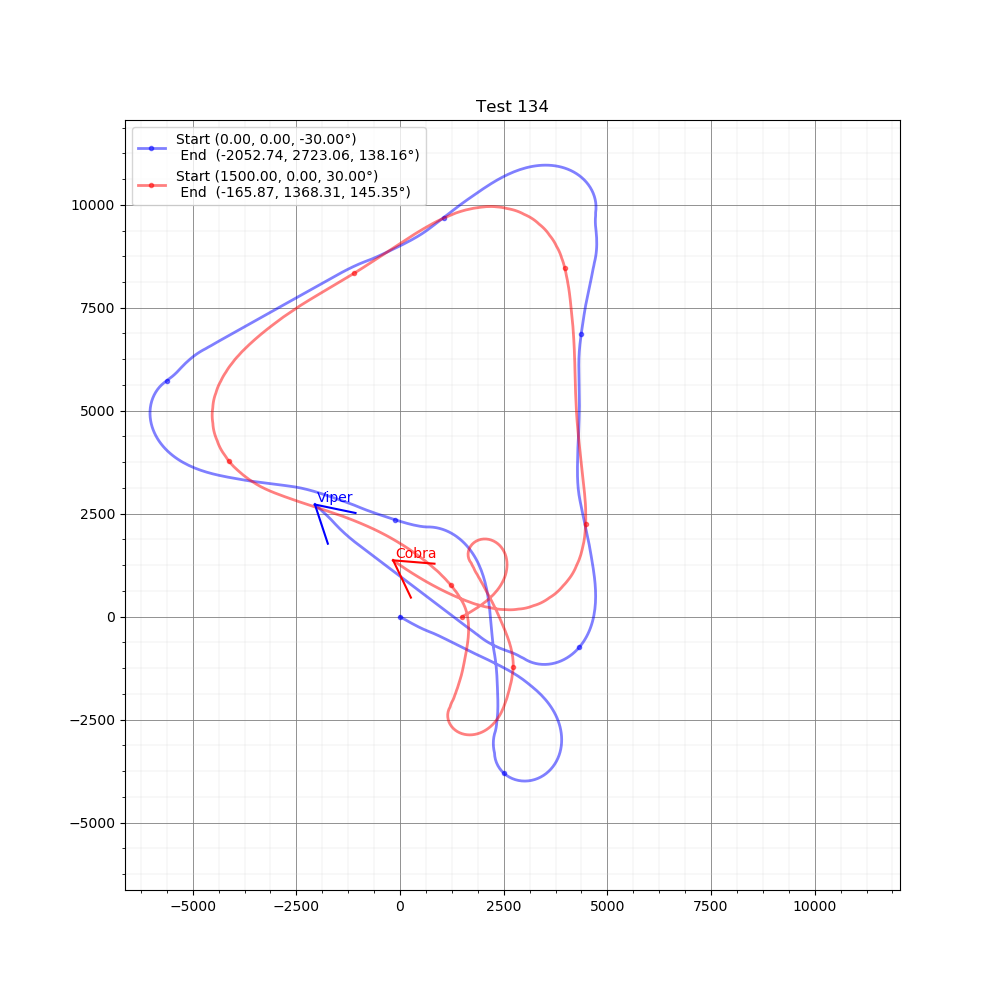 Test 134
Start (0.00, 0.00, -30.00°)
End  (-2052.74, 2723.06, 138.16°)
Start (1500.00, 0.00, 30.00°)
End  (-165.87, 1368.31, 145.35°)
10000
7500
5000
2500
0
−2500
−5000
Viper
Cobra
−5000 −2500 0 2500 5000 7500 10000